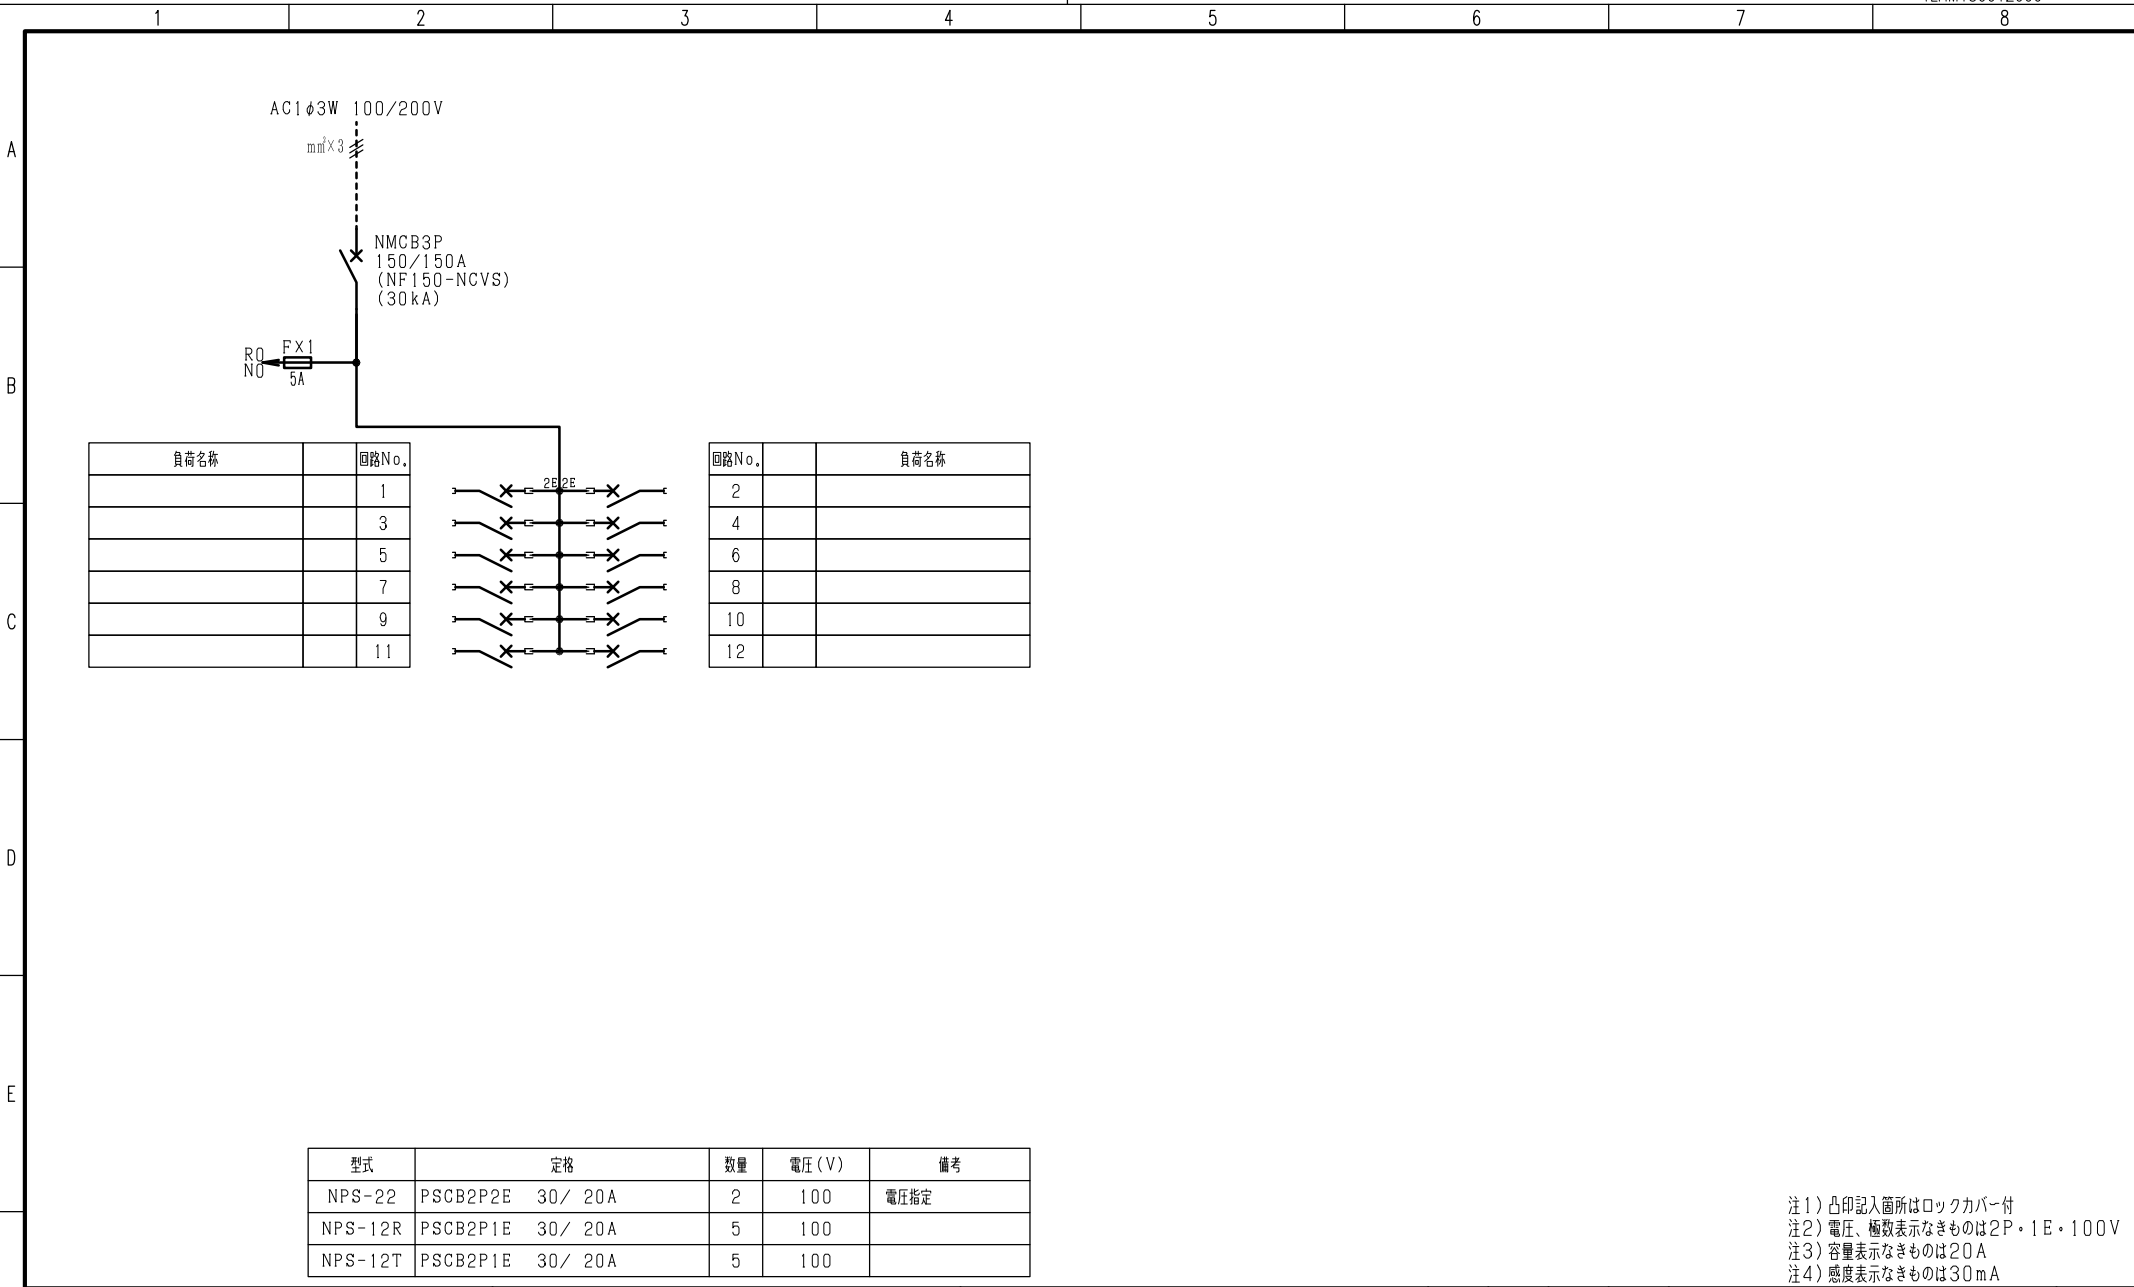 1 2 3 4 5 6 7 8
A
B
C
D
E
AC1φ3W 100/200V
mm²×3
NMCB3P
150/150A
(NF150-NCVS)
(30kA)
R0
N0
F×1
5A
負荷名称 回路No.
1
3
5
7
9
11
2E 2E
回路No. 負荷名称
2
4
6
8
10
12
型式 定格 数量 電圧(V) 備考
NPS-22 PSCB2P2E 30/ 20A 2 100 電圧指定
NPS-12R PSCB2P1E 30/ 20A 5 100
NPS-12T PSCB2P1E 30/ 20A 5 100
注1)凸印記入箇所はロックカバー付
注2)電圧、極数表示なきものは2P・1E・100V
注3)容量表示なきものは20A
注4)感度表示なきものは30mA